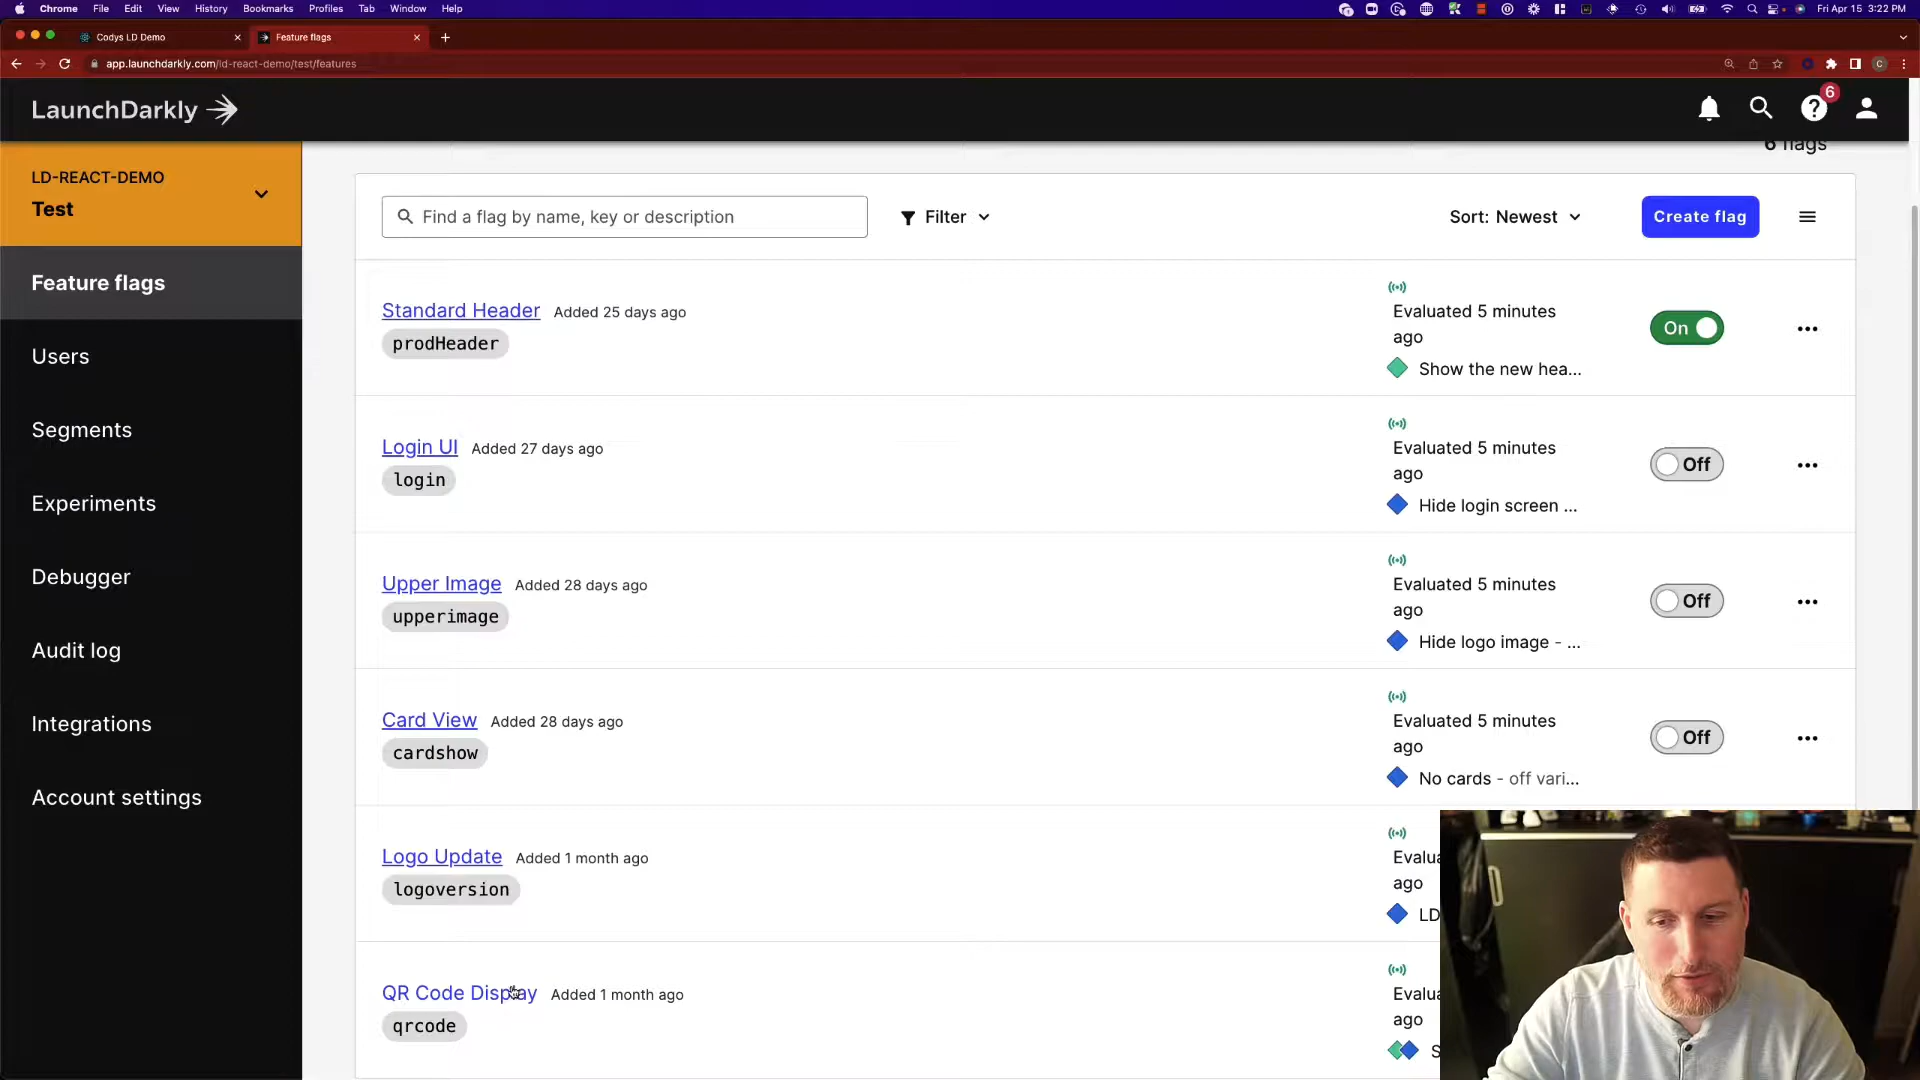 Chrome File Edit View History Bookmarks Profiles Tab Window Help Fri Apr 15 3:22 PM
Codys LD Demo Feature flags
app.launchdarkly.com/ld-react-demo/test/features
LaunchDarkly 6
6 flags
LD-REACT-DEMO
Test
Find a flag by name, key or description Filter Sort: Newest Create flag
Feature flags
Users
Segments
Experiments
Debugger
Audit log
Integrations
Account settings
Standard Header Added 25 days ago
prodHeader
Evaluated 5 minutes
ago
Show the new hea...
On
Login UI Added 27 days ago
login
Evaluated 5 minutes
ago
Hide login screen ...
Off
Upper Image Added 28 days ago
upperimage
Evaluated 5 minutes
ago
Hide logo image - ...
Off
Card View Added 28 days ago
cardshow
Evaluated 5 minutes
ago
No cards - off vari...
Off
Logo Update Added 1 month ago
logoversion
Evalua
ago
LD
QR Code Display Added 1 month ago
qrcode
Evalua
ago
S